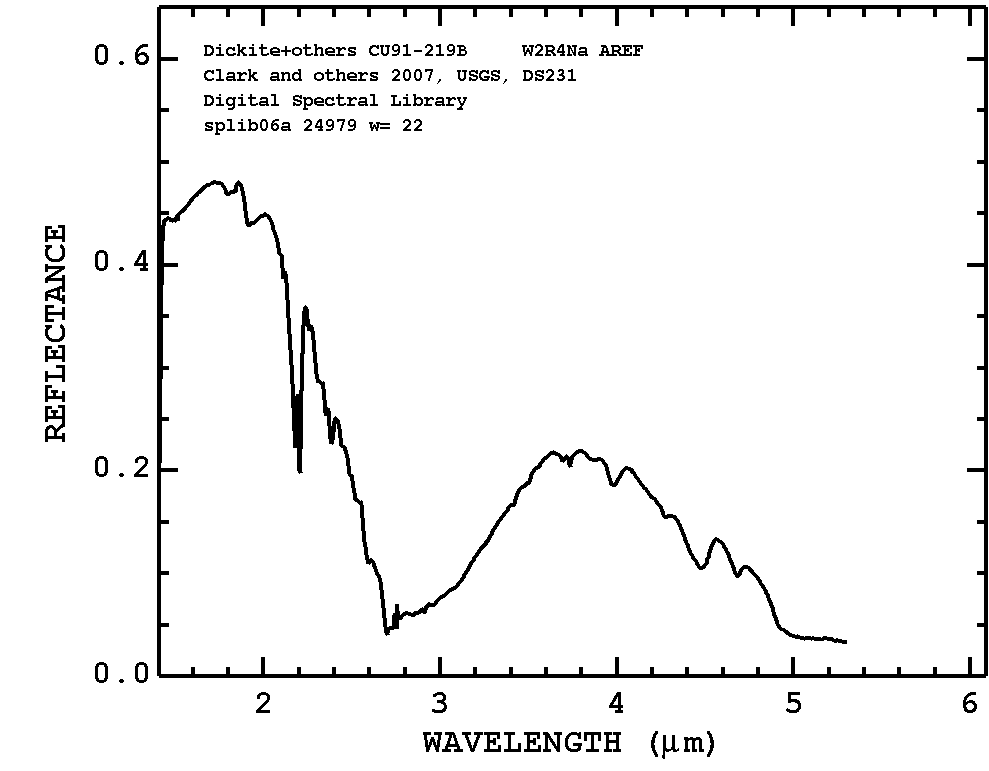 0.6
Dickite+others CU91-219B W2R4Na AREF
Clark and others 2007, USGS, DS231
Digital Spectral Library
splib06a 24979 w= 22
0.4
REFLECTANCE
0.2
0.0
2 3 4 5 6
WAVELENGTH (μm)